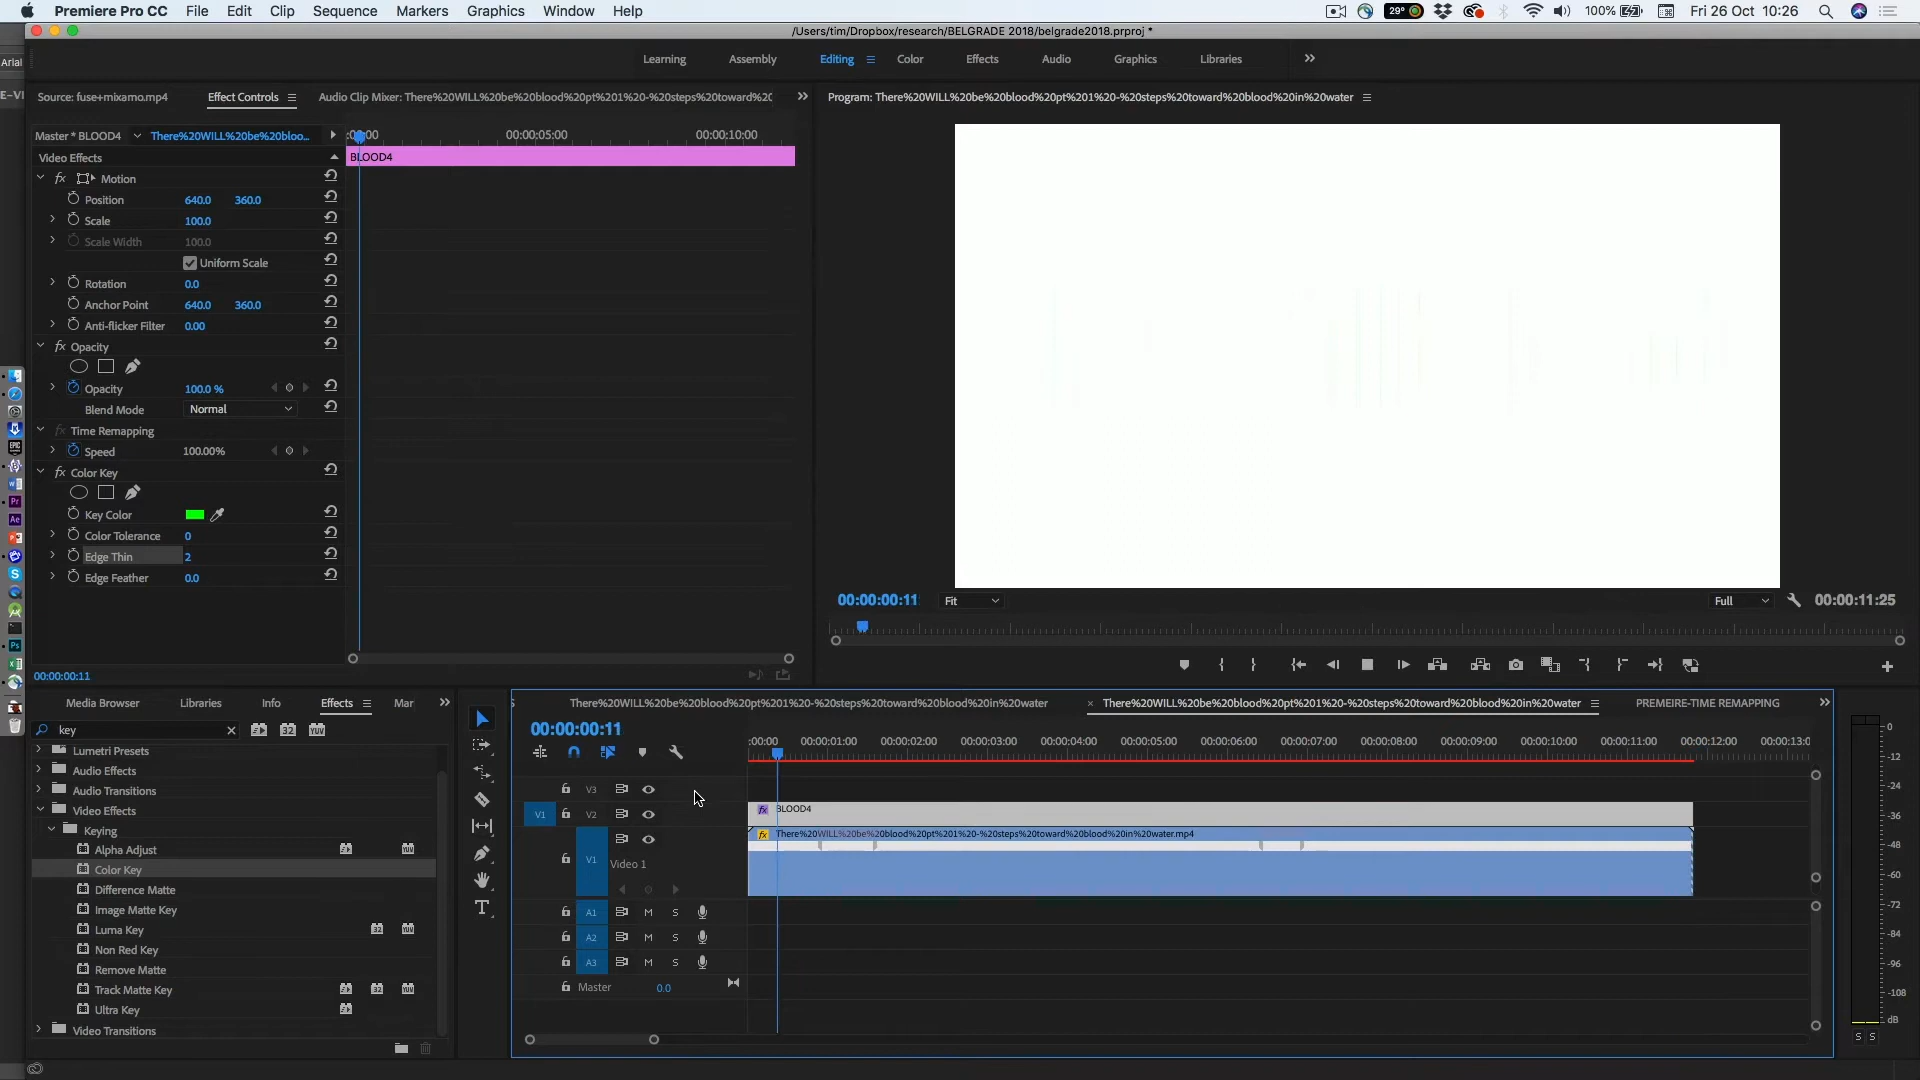 Premiere Pro CC File Edit Clip Sequence Markers Graphics Window Help 29° 100% Fri 26 Oct 10:26
/Users/tim/Dropbox/research/BELGRADE 2018/belgrade2018.prproj *
Arial
Learning Assembly Editing Color Effects Audio Graphics Libraries
Source: fuse+mixamo.mp4 Effect Controls Audio Clip Mixer: There%20WILL%20be%20blood%20pt%201%20-%20steps%20toward%20( Program: There%20WILL%20be%20blood%20pt%201%20-%20steps%20toward%20blood%20in%20water
Master * BLOOD4 There%20WILL%20be%20bloo... :00:00 00:00:05:00 00:00:10:00
Video Effects BLOOD4
fx Motion
Position 640.0 360.0
Scale 100.0
Scale Width 100.0
Uniform Scale
Rotation 0.0
Anchor Point 640.0 360.0
Anti-flicker Filter 0.00
fx Opacity
Opacity 100.0 %
Blend Mode Normal
fx Time Remapping
Speed 100.00%
fx Color Key
Key Color
Color Tolerance 0
Edge Thin 2
Edge Feather 0.0
00:00:00:11 Fit Full 00:00:11:25
00:00:00:11
Media Browser Libraries Info Effects Mar There%20WILL%20be%20blood%20pt%201%20-%20steps%20toward%20blood%20in%20water × There%20WILL%20be%20blood%20pt%201%20-%20steps%20toward%20blood%20in%20water PREMEIRE-TIME REMAPPING
key 00:00:00:11
:00:00 00:00:01:00 00:00:02:00 00:00:03:00 00:00:04:00 00:00:05:00 00:00:06:00 00:00:07:00 00:00:08:00 00:00:09:00 00:00:10:00 00:00:11:00 00:00:12:00 00:00:13:0
Lumetri Presets
Audio Effects
Audio Transitions V3
Video Effects V1 V2 fx BLOOD4
Keying fx There%20WILL%20be%20blood%20pt%201%20-%20steps%20toward%20blood%20in%20water.mp4
Alpha Adjust
Color Key V1 Video 1
Difference Matte
Image Matte Key A1 M S
Luma Key
Non Red Key A2 M S
Remove Matte A3 M S
Track Matte Key Master 0.0
Ultra Key
Video Transitions
0
-12
-24
-36
-48
-60
-72
-84
-96
-108
dB
S S